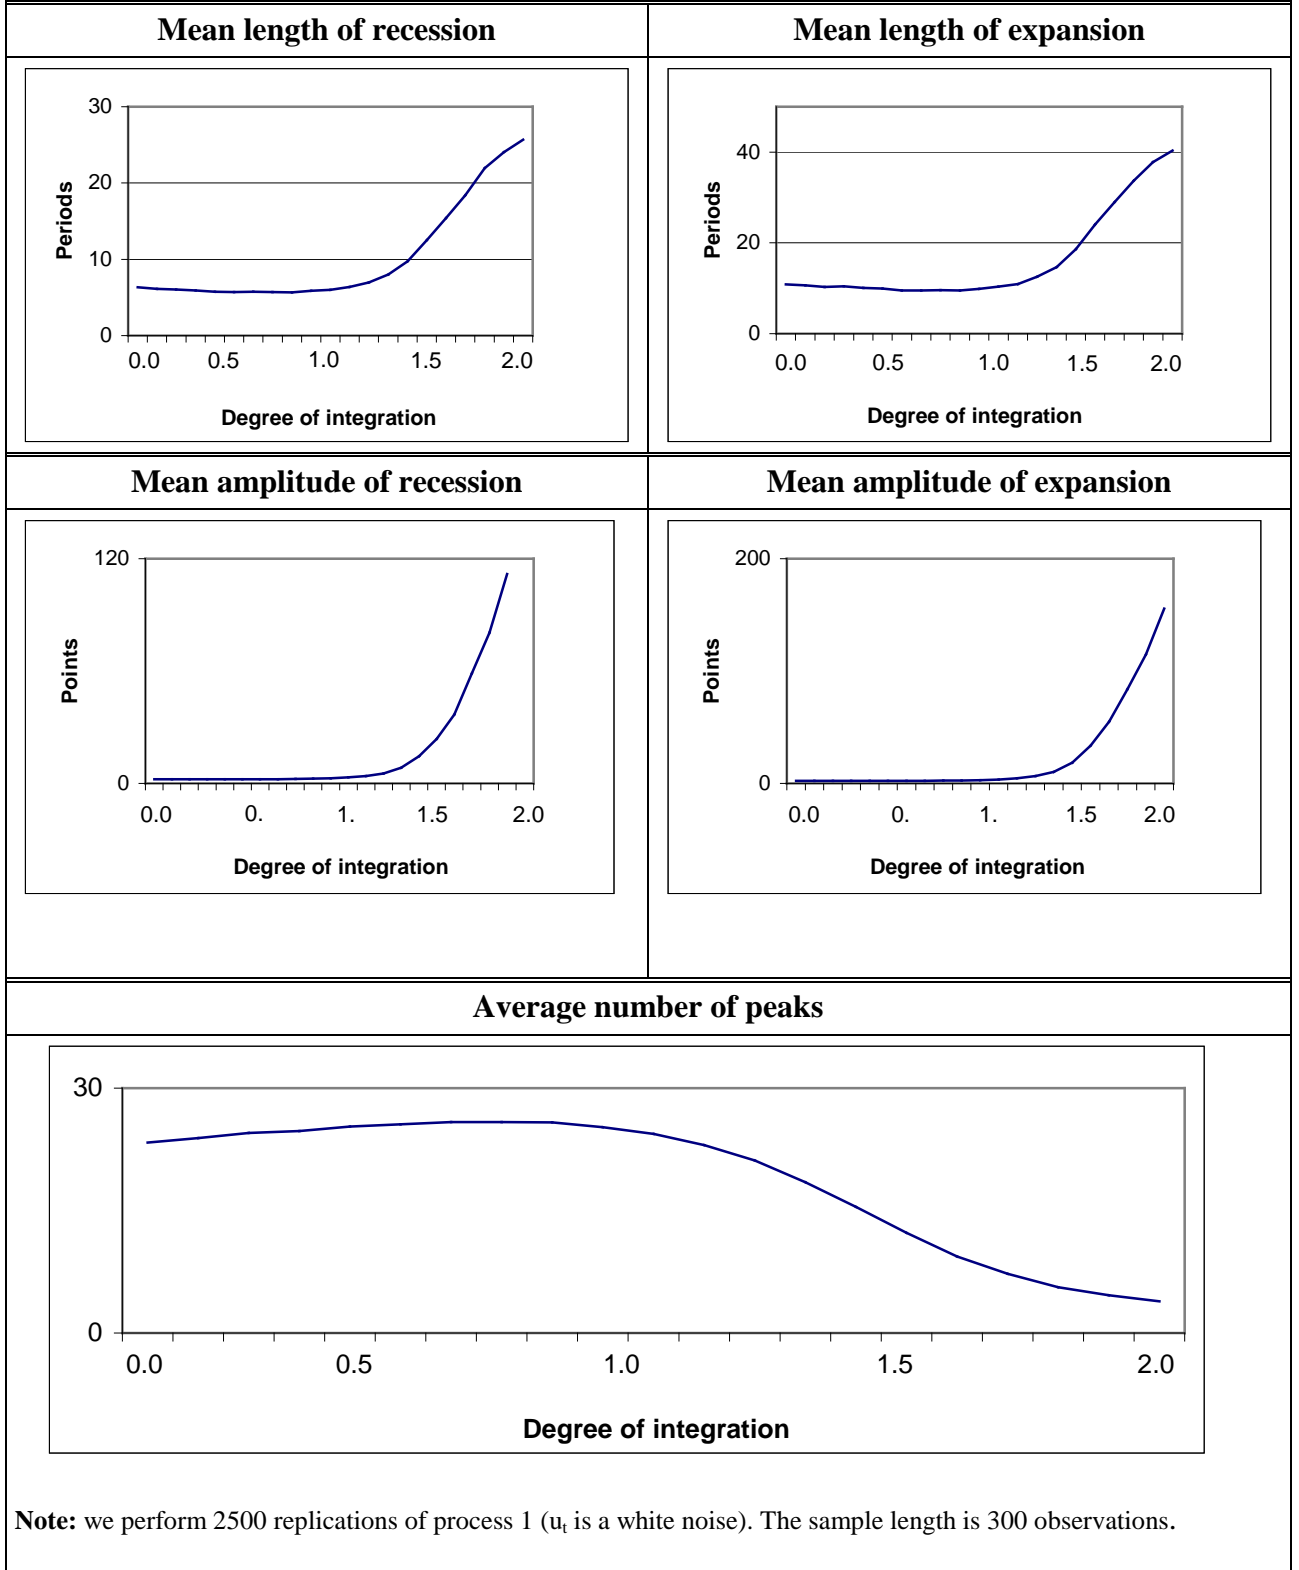 Mean length of recession
Mean length of expansion
30
20
10
0
Periods
0.0 0.5 1.0 1.5 2.0
Degree of integration
40
20
0
Periods
0.0 0.5 1.0 1.5 2.0
Degree of integration
Mean amplitude of recession
Mean amplitude of expansion
120
0
Points
0.0 0. 1. 1.5 2.0
Degree of integration
200
0
Points
0.0 0. 1. 1.5 2.0
Degree of integration
Average number of peaks
30
0
0.0 0.5 1.0 1.5 2.0
Degree of integration
Note: we perform 2500 replications of process 1 (ut is a white noise). The sample length is 300 observations.